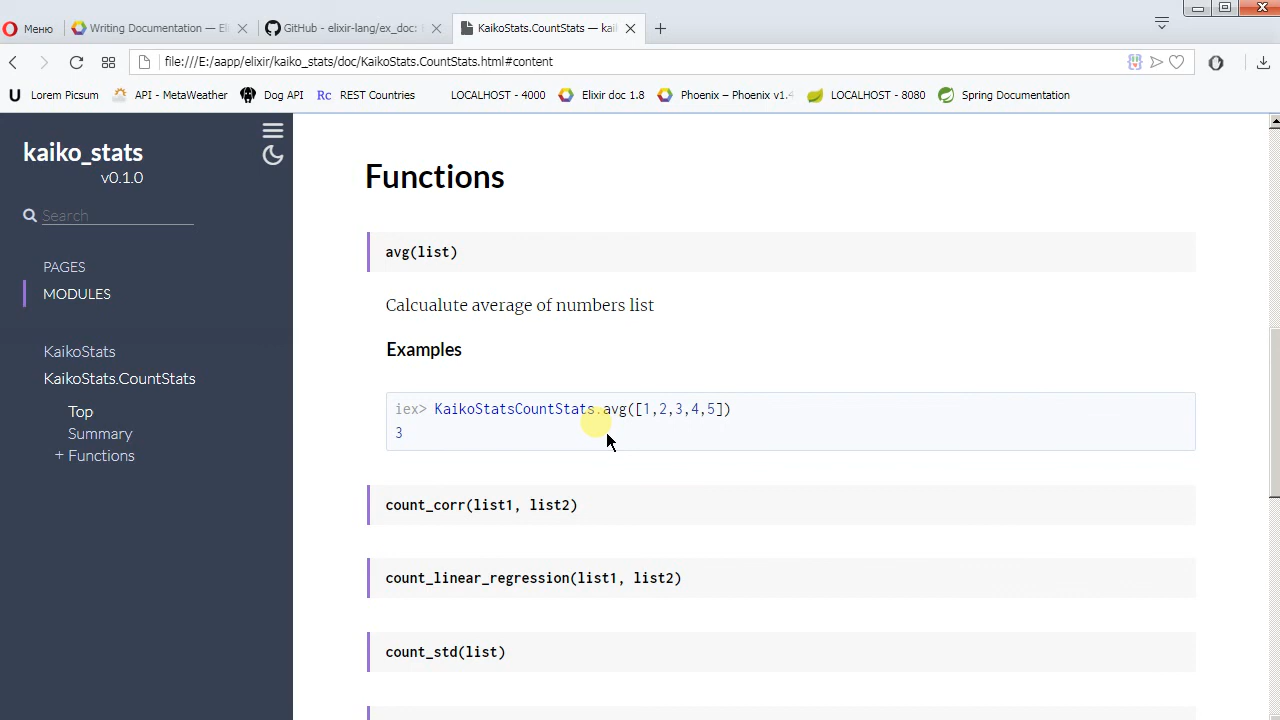 Меню
Writing Documentation — Eli
GitHub - elixir-lang/ex_doc:
KaikoStats.CountStats — kai
file:///E:/aapp/elixir/kaiko_stats/doc/KaikoStats.CountStats.html#content
U Lorem Picsum
API - MetaWeather
Dog API
Rc REST Countries
LOCALHOST - 4000
Elixir doc 1.8
Phoenix – Phoenix v1.4
LOCALHOST - 8080
Spring Documentation
kaiko_stats
v0.1.0
Search
PAGES
MODULES
KaikoStats
KaikoStats.CountStats
Top
Summary
+ Functions
Functions
avg(list)
Calcualute average of numbers list
Examples
iex> KaikoStatsCountStats.avg([1,2,3,4,5])
3
count_corr(list1, list2)
count_linear_regression(list1, list2)
count_std(list)